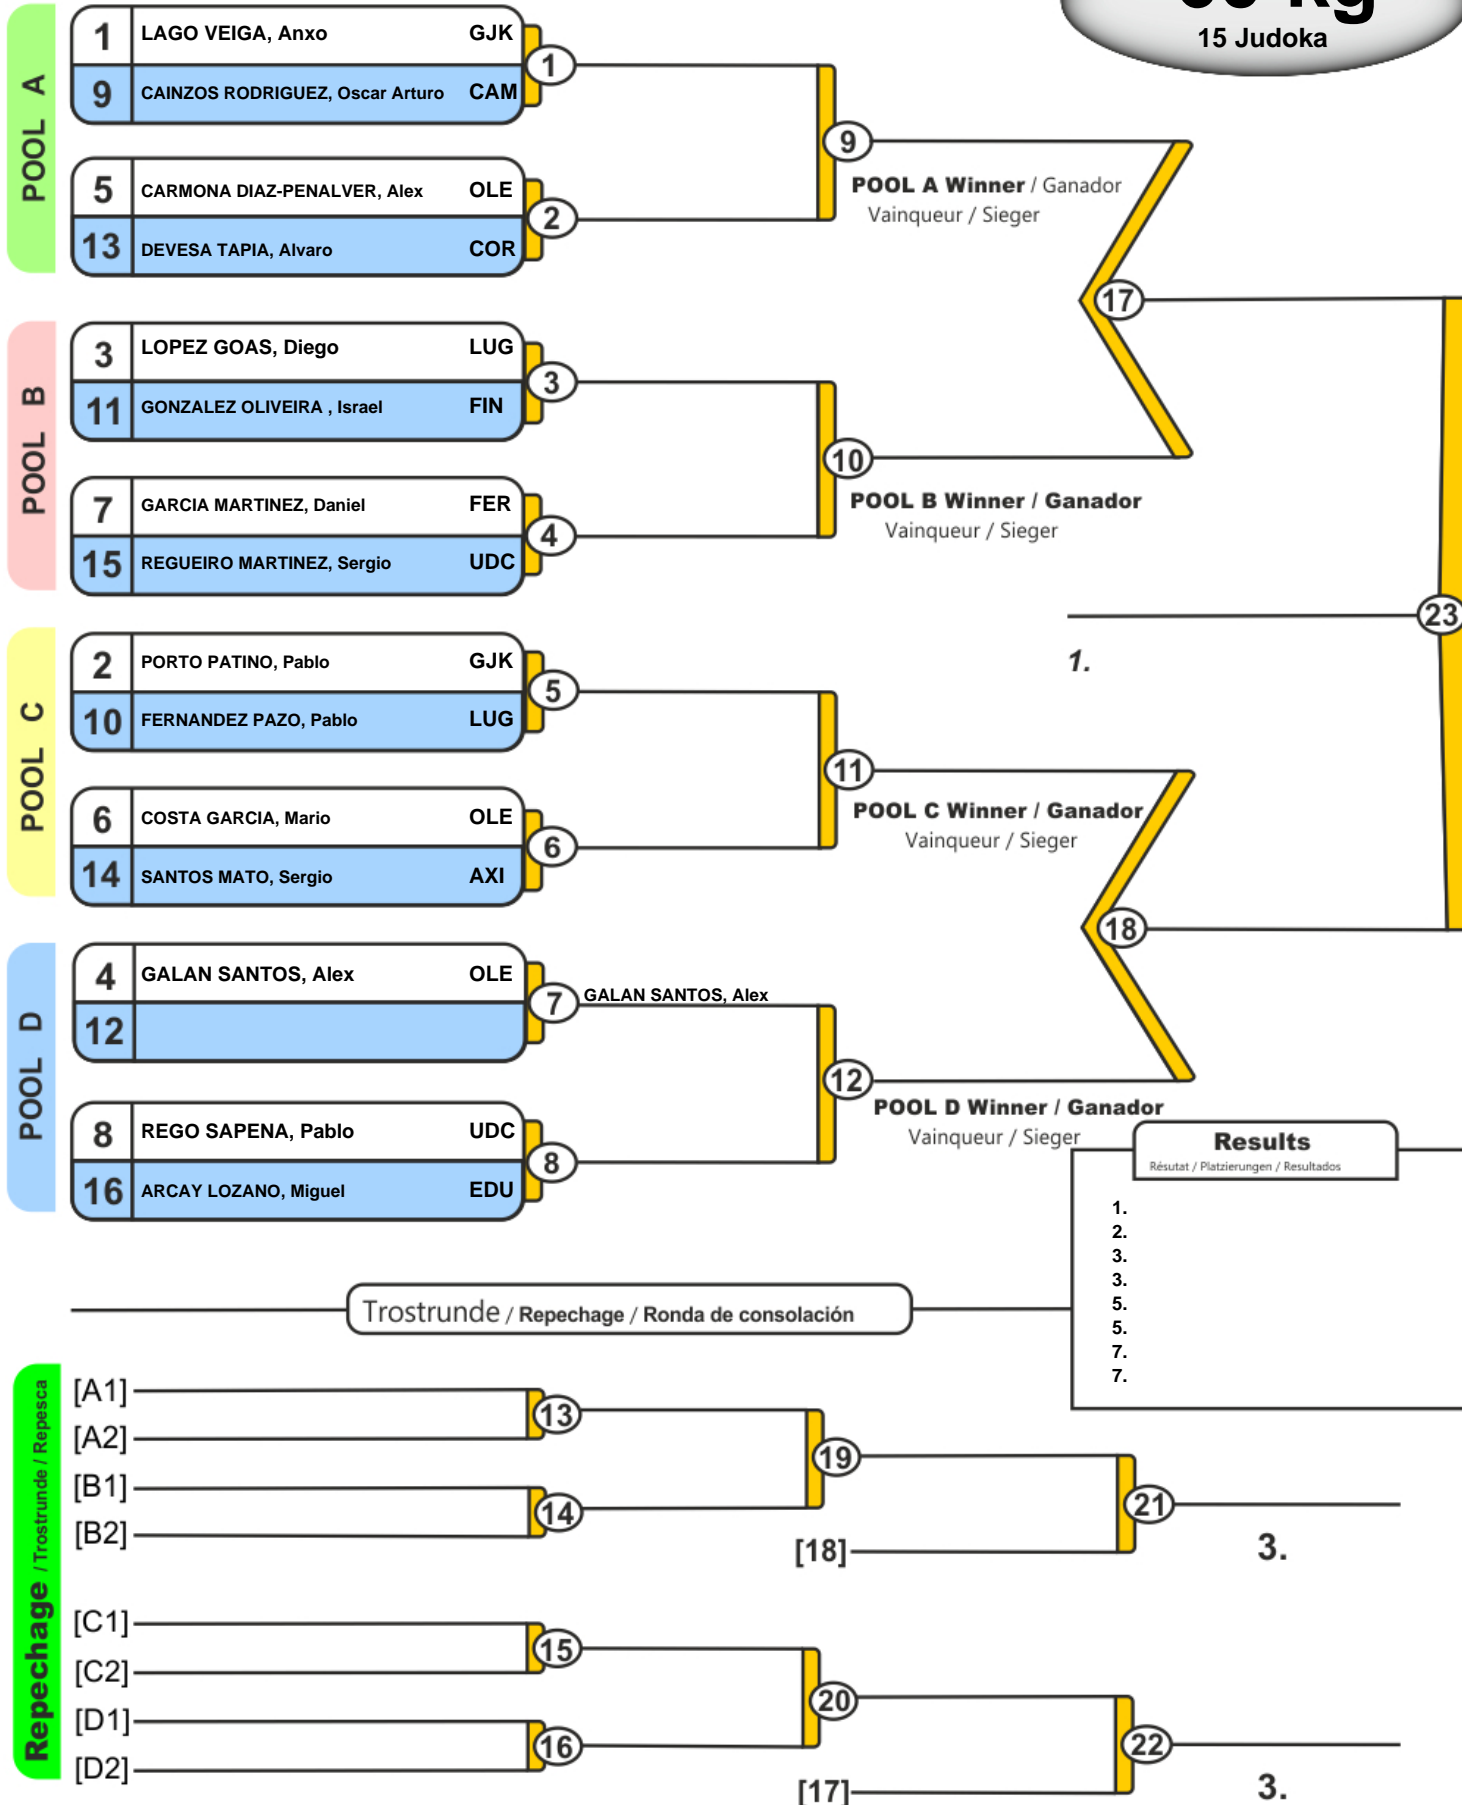 15 Judoka
POOL A
1 LAGO VEIGA, Anxo GJK
9 CAINZOS RODRIGUEZ, Oscar Arturo CAM
1
5 CARMONA DIAZ-PENALVER, Alex OLE
13 DEVESA TAPIA, Alvaro COR
2
9
POOL A Winner / Ganador
Vainqueur / Sieger
17
POOL B
3 LOPEZ GOAS, Diego LUG
11 GONZALEZ OLIVEIRA , Israel FIN
3
7 GARCIA MARTINEZ, Daniel FER
15 REGUEIRO MARTINEZ, Sergio UDC
4
10
POOL B Winner / Ganador
Vainqueur / Sieger
23
1.
POOL C
2 PORTO PATINO, Pablo GJK
10 FERNANDEZ PAZO, Pablo LUG
5
6 COSTA GARCIA, Mario OLE
14 SANTOS MATO, Sergio AXI
6
11
POOL C Winner / Ganador
Vainqueur / Sieger
18
POOL D
4 GALAN SANTOS, Alex OLE
12
7 GALAN SANTOS, Alex
8 REGO SAPENA, Pablo UDC
16 ARCAY LOZANO, Miguel EDU
8
12
POOL D Winner / Ganador
Vainqueur / Sieger
Results
Résutat / Platzierungen / Resultados
1.
2.
3.
3.
5.
5.
7.
7.
Trostrunde / Repechage / Ronda de consolación
Repechage / Trostrunde / Repesca
[A1]
[A2]
13
[B1]
[B2]
14
19
[18]
21
3.
[C1]
[C2]
15
[D1]
[D2]
16
20
[17]
22
3.